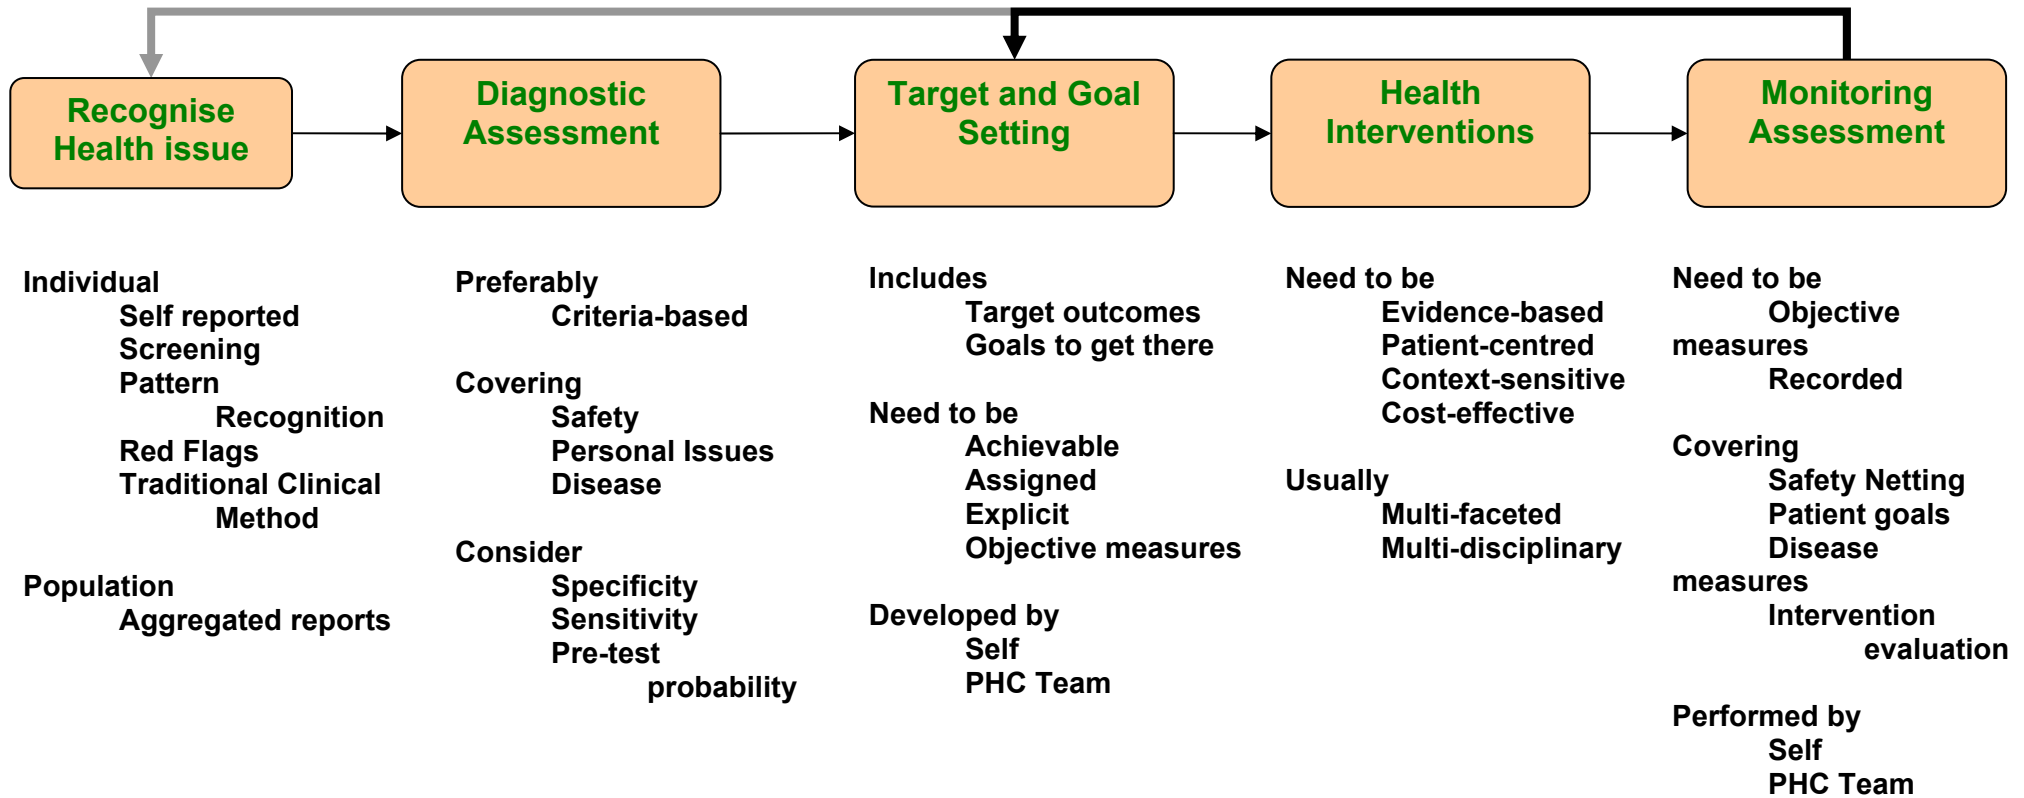 Recognise
Health issue
Diagnostic
Assessment
Target and Goal
Setting
Health
Interventions
Monitoring
Assessment
Individual
Self reported
Screening
Pattern
Recognition
Red Flags
Traditional Clinical
Method
Population
Aggregated reports
Preferably
Criteria-based
Covering
Safety
Personal Issues
Disease
Consider
Specificity
Sensitivity
Pre-test
probability
Includes
Target outcomes
Goals to get there
Need to be
Achievable
Assigned
Explicit
Objective measures
Developed by
Self
PHC Team
Need to be
Evidence-based
Patient-centred
Context-sensitive
Cost-effective
Usually
Multi-faceted
Multi-disciplinary
Need to be
Objective
measures
Recorded
Covering
Safety Netting
Patient goals
Disease
measures
Intervention
evaluation
Performed by
Self
PHC Team